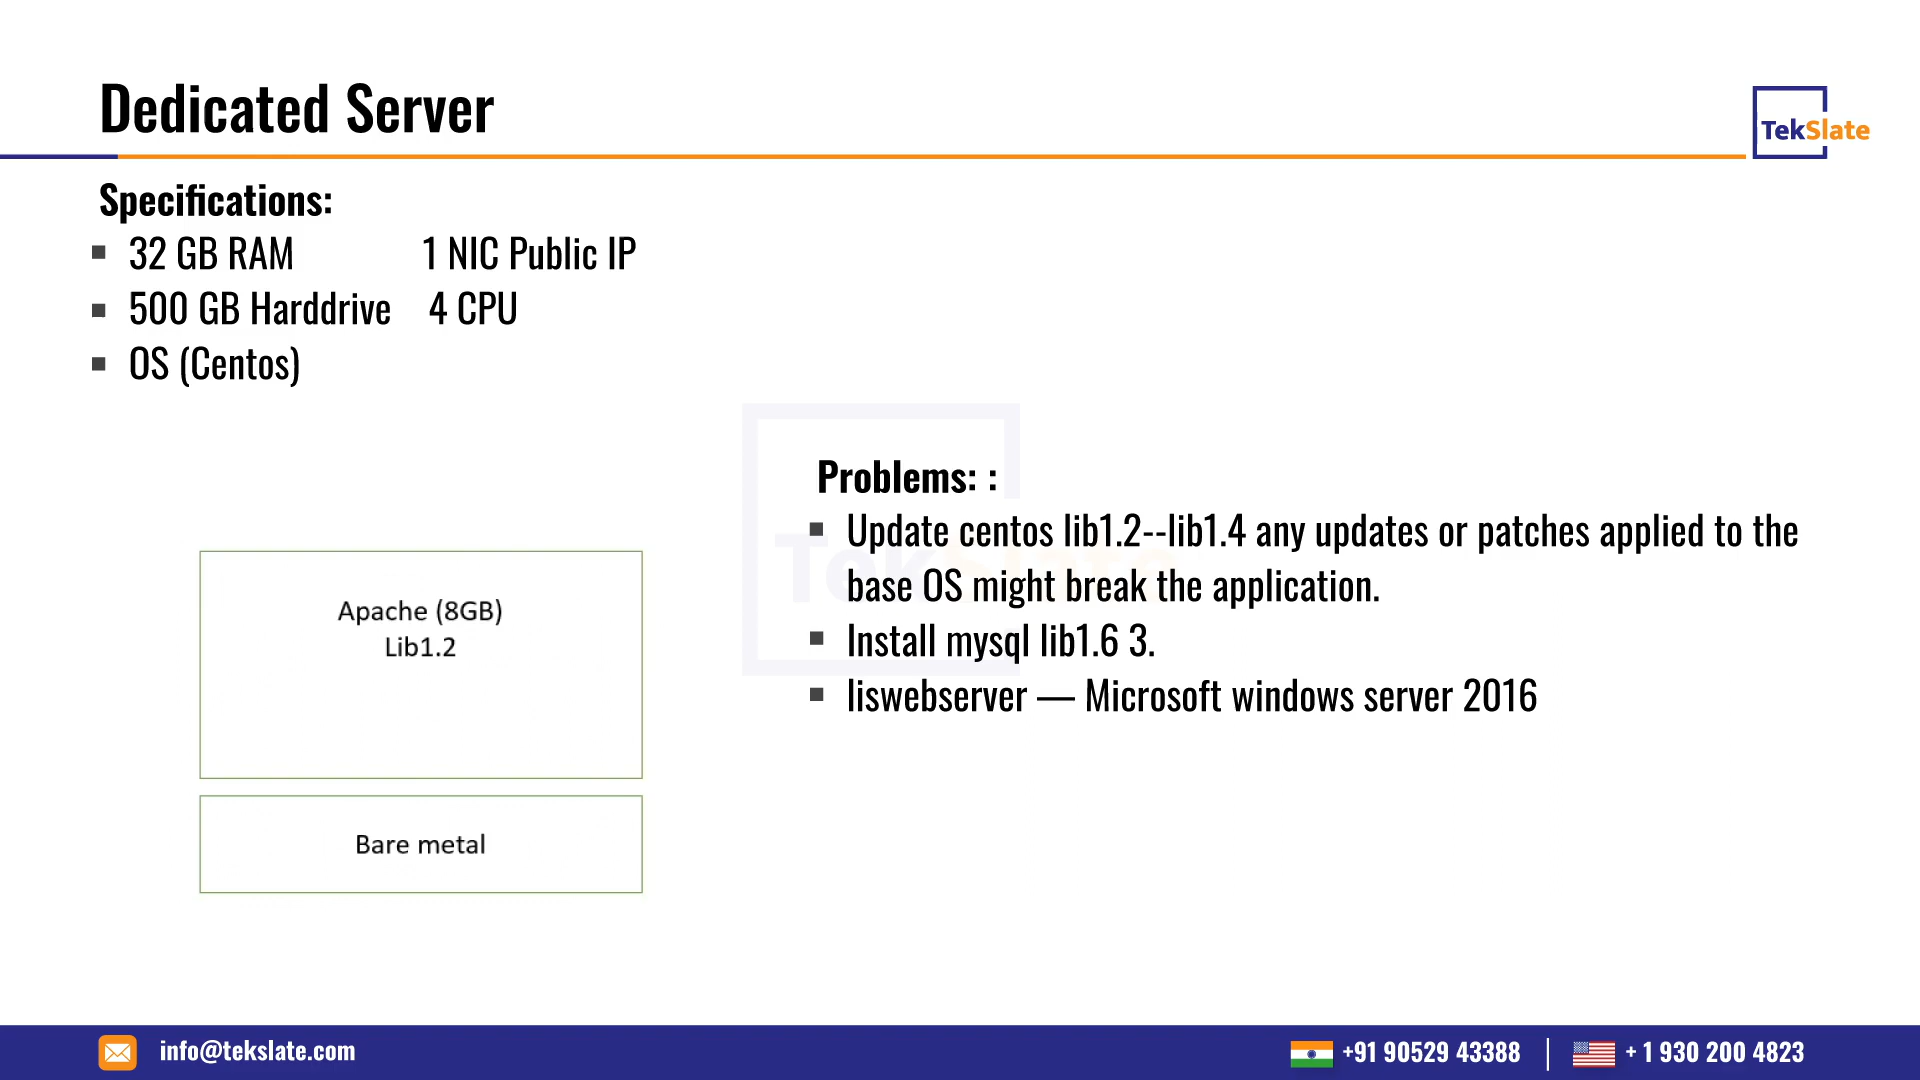 Dedicated Server
TekSlate
Specifications:
▪ 32 GB RAM 1 NIC Public IP
▪ 500 GB Harddrive 4 CPU
▪ OS (Centos)
Problems: :
▪ Update centos lib1.2--lib1.4 any updates or patches applied to the
base OS might break the application.
▪ Install mysql lib1.6 3.
▪ Iiswebserver — Microsoft windows server 2016
Apache (8GB)
Lib1.2
Bare metal
info@tekslate.com
+91 90529 43388
+ 1 930 200 4823